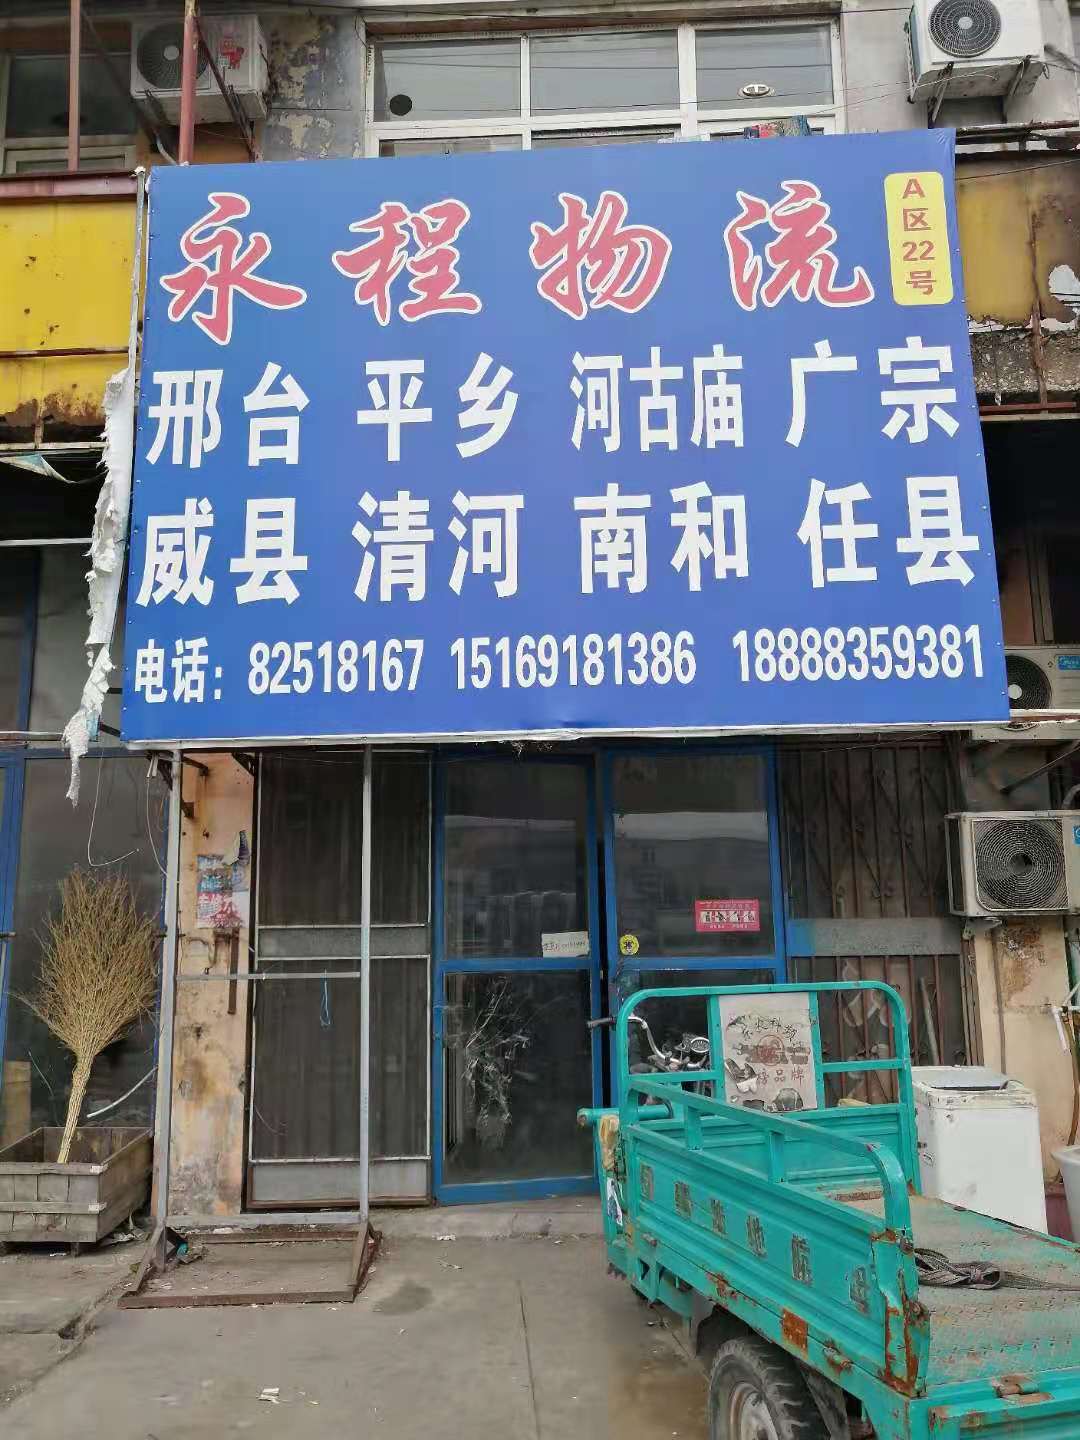 永程物流
A区22号
邢台 平乡 河古庙 广宗
威县 清河 南和 任县
电话：82518167 15169181386 18888359381